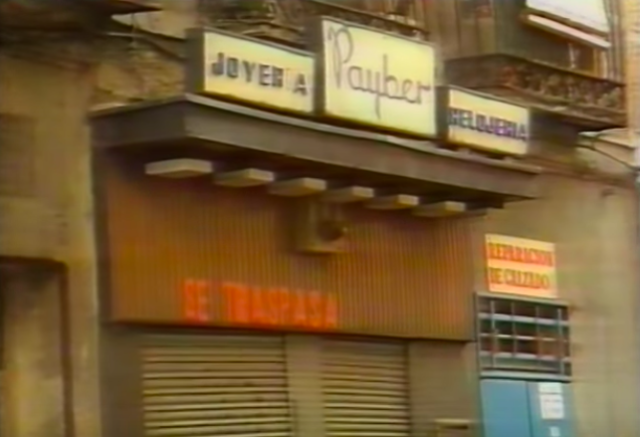 JOYERIA
Payber
RELOJERIA
REPARACION
DE CALZADO
SE TRASPASA